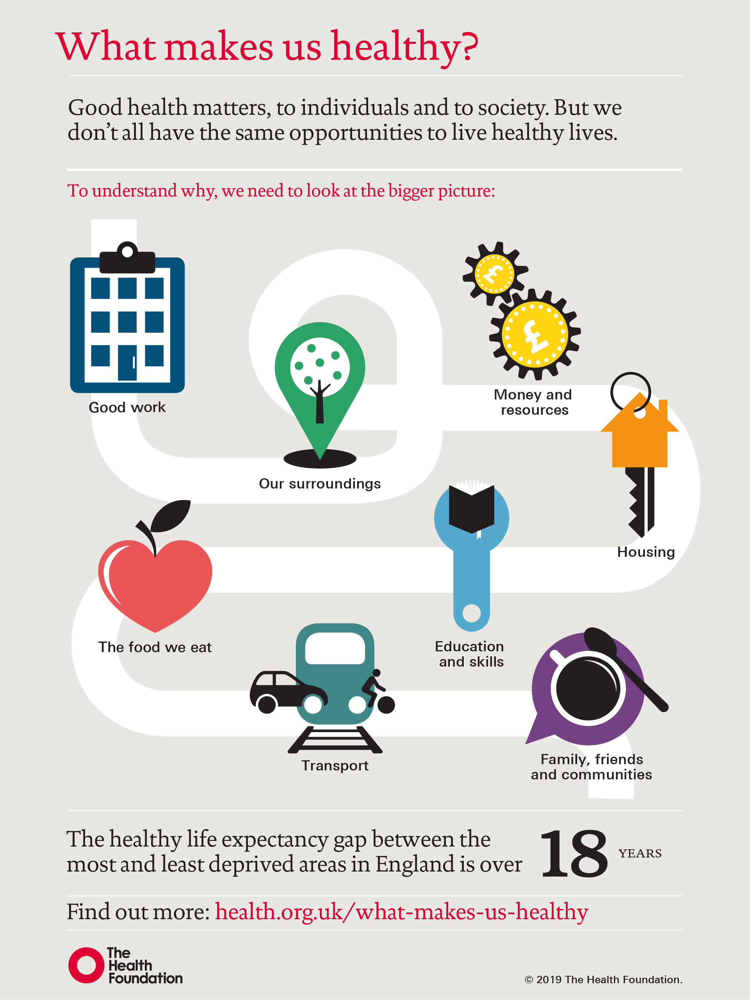 What makes us healthy?
Good health matters, to individuals and to society. But we
don’t all have the same opportunities to live healthy lives.
To understand why, we need to look at the bigger picture:
£
£
Good work
Money and
resources
Our surroundings
Housing
The food we eat
Education
and skills
Transport
Family, friends
and communities
The healthy life expectancy gap between the
most and least deprived areas in England is over
18 YEARS
Find out more: health.org.uk/what-makes-us-healthy
The
Health
Foundation
© 2019 The Health Foundation.